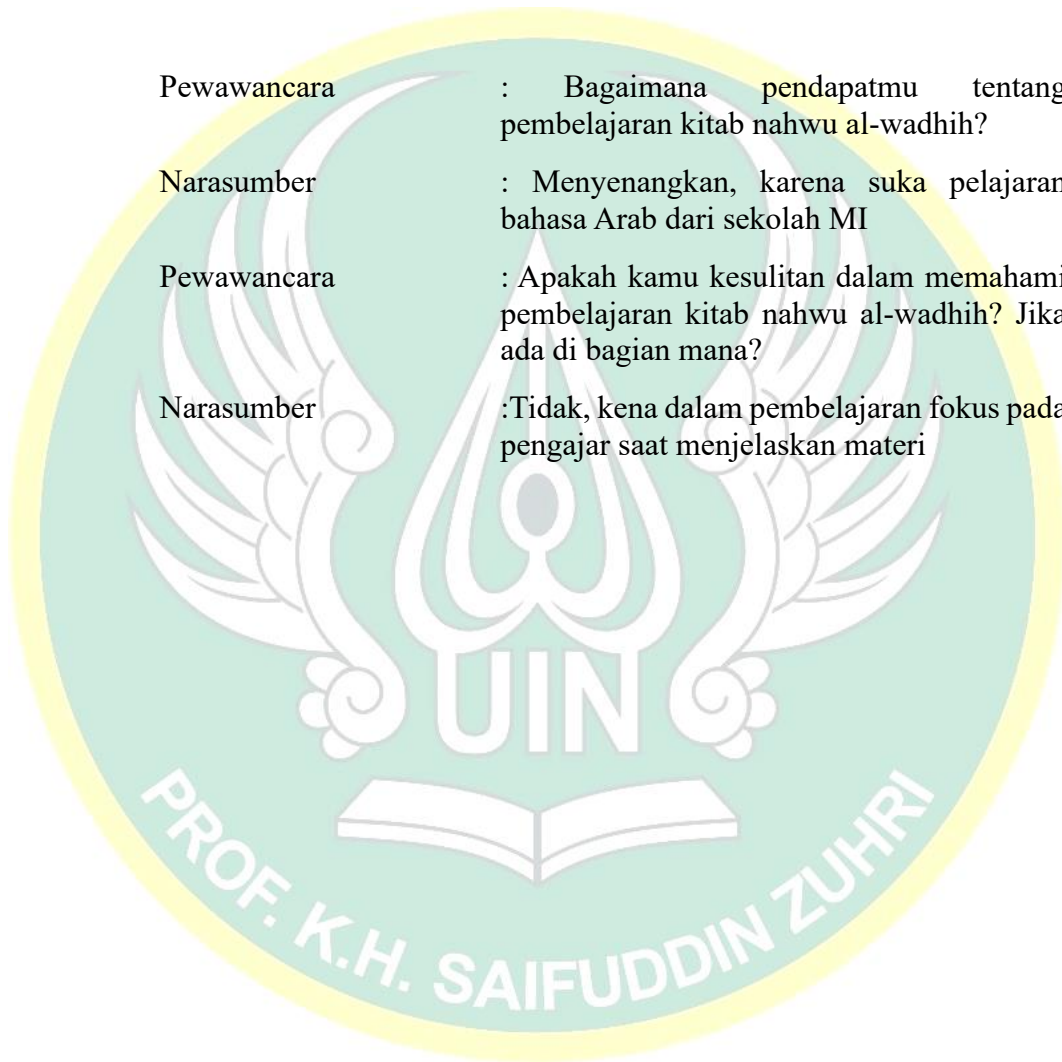 Pewawancara : Bagaimana pendapatmu tentang
pembelajaran kitab nahwu al-wadhih?
Narasumber : Menyenangkan, karena suka pelajaran
bahasa Arab dari sekolah MI
Pewawancara : Apakah kamu kesulitan dalam memahami
pembelajaran kitab nahwu al-wadhih? Jika
ada di bagian mana?
Narasumber :Tidak, kena dalam pembelajaran fokus pada
pengajar saat menjelaskan materi
UIN
PROF. K.H. SAIFUDDIN ZUHRI